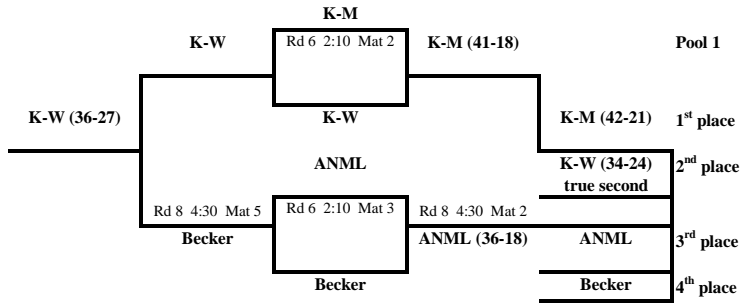 K-M
K-W
Rd 6 2:10 Mat 2
K-M (41-18)
Pool 1
K-W (36-27)
K-W
K-M (42-21)
1st place
ANML
K-W (34-24)
2nd place
true second
Rd 8 4:30 Mat 5
Rd 6 2:10 Mat 3
Rd 8 4:30 Mat 2
Becker
ANML (36-18)
ANML
3rd place
Becker
Becker
4th place